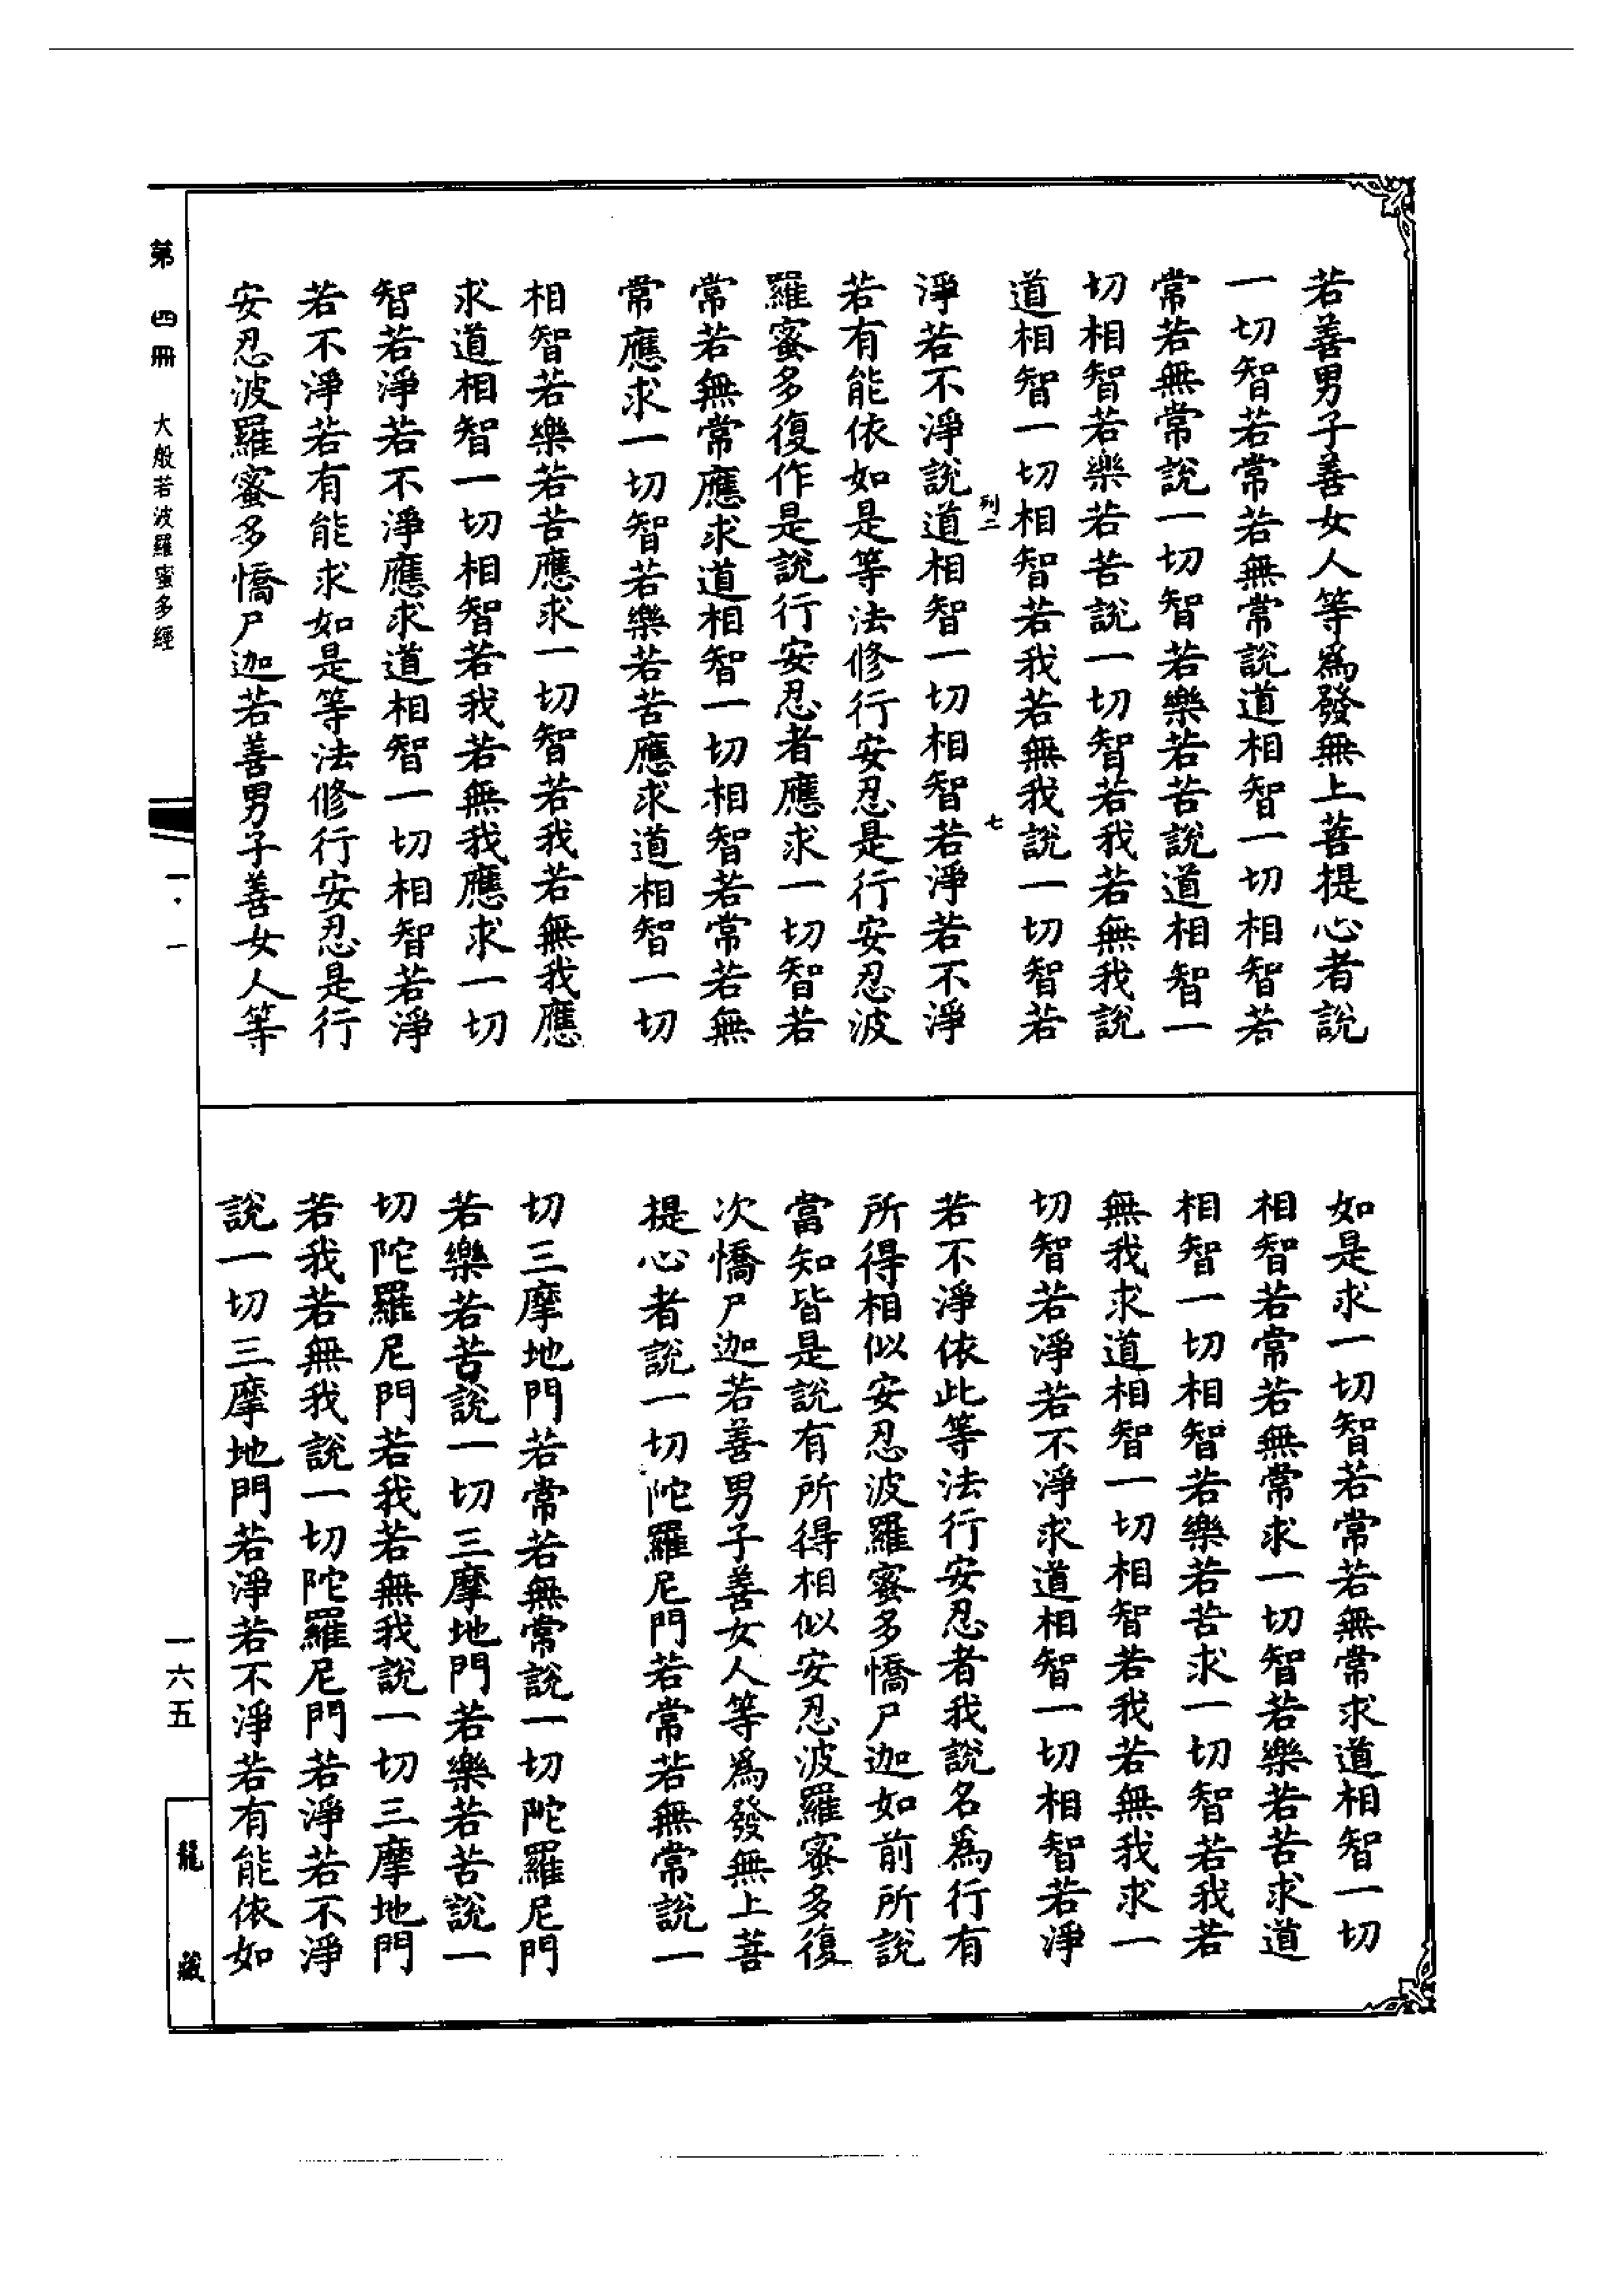 若善男子善女人等爲發無上菩提心者說
一切智若常若無常說道相智一切相智若
常若無常說一切智若樂若苦說道相智一
切相智若樂若苦說一切智若我若無我說
道相智一切相智若我若無我說一切智若
列二 七
淨若不淨說道相智一切相智若淨若不淨
若有能依如是等法修行安忍是行安忍波
羅蜜多復作是說行安忍者應求一切智若
常若無常應求道相智一切相智若常若無
常應求一切智若樂若苦應求道相智一切
相智若樂若苦應求一切智若我若無我應
求道相智一切相智若我若無我應求一切
智若淨若不淨應求道相智一切相智若淨
若不淨若有能求如是等法修行安忍是行
安忍波羅蜜多憍尸迦若善男子善女人等
如是求一切智若常若無常求道相智一切
相智若常若無常求一切智若樂若苦求道
相智一切相智若樂若苦求一切智若我若
無我求道相智一切相智若我若無我求一
切智若淨若不淨求道相智一切相智若淨
若不淨依此等法行安忍者我說名爲行有
所得相似安忍波羅蜜多憍尸迦如前所說
當知皆是說有所得相似安忍波羅蜜多復
次憍尸迦若善男子善女人等爲發無上菩
提心者說一切陀羅尼門若常若無常說一
切三摩地門若常若無常說一切陀羅尼門
若樂若苦說一切三摩地門若樂若苦說一
切陀羅尼門若我若無我說一切三摩地門
若我若無我說一切陀羅尼門若淨若不淨
說一切三摩地門若淨若不淨若有能依如
第四冊 大般若波羅蜜多經
一·一
一六五
龍藏